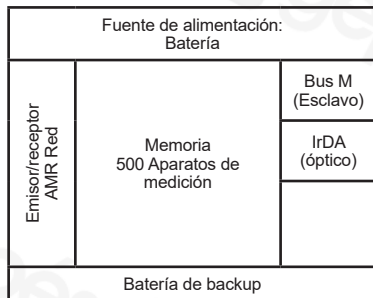 Fuente de alimentación:
Batería
Emisor/receptor
AMR Red
Memoria
500 Aparatos de
medición
Bus M
(Esclavo)
IrDA
(óptico)
Batería de backup